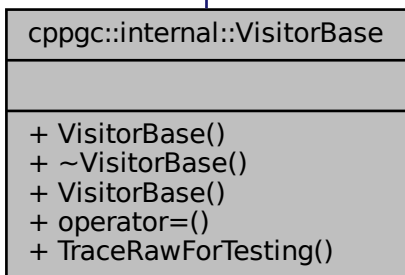 cppgc::internal::VisitorBase
+ VisitorBase()
+ ~VisitorBase()
+ VisitorBase()
+ operator=()
+ TraceRawForTesting()